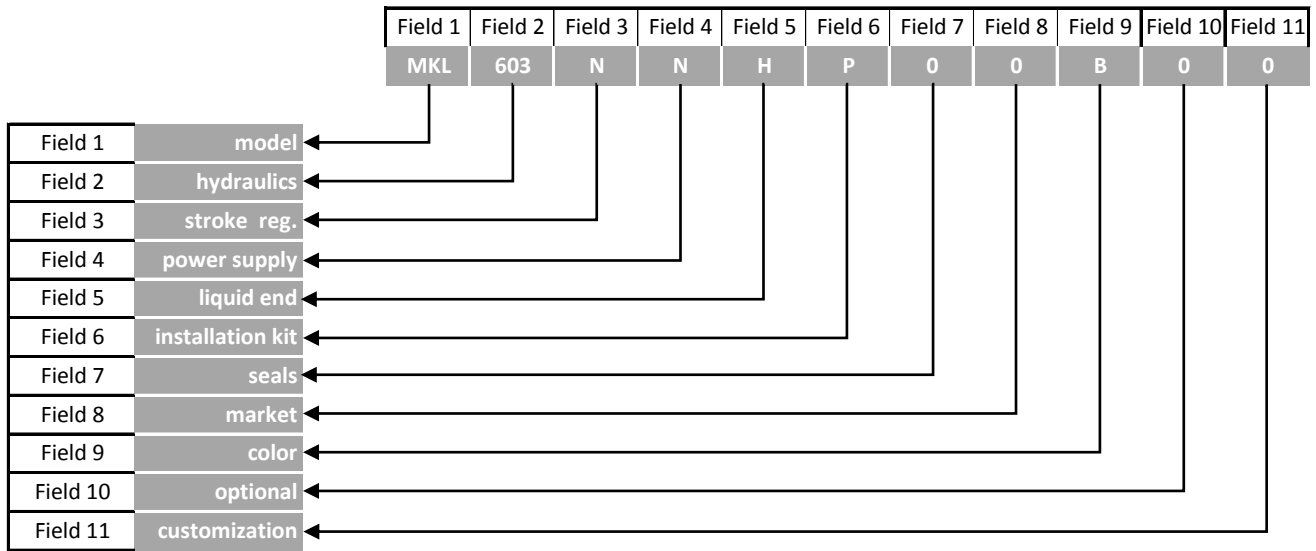 Field 1 Field 2 Field 3 Field 4 Field 5 Field 6 Field 7 Field 8 Field 9 Field 10 Field 11
MKL 603 N N H P 0 0 B 0 0
Field 1 model
Field 2 hydraulics
Field 3 stroke reg.
Field 4 power supply
Field 5 liquid end
Field 6 installation kit
Field 7 seals
Field 8 market
Field 9 color
Field 10 optional
Field 11 customization